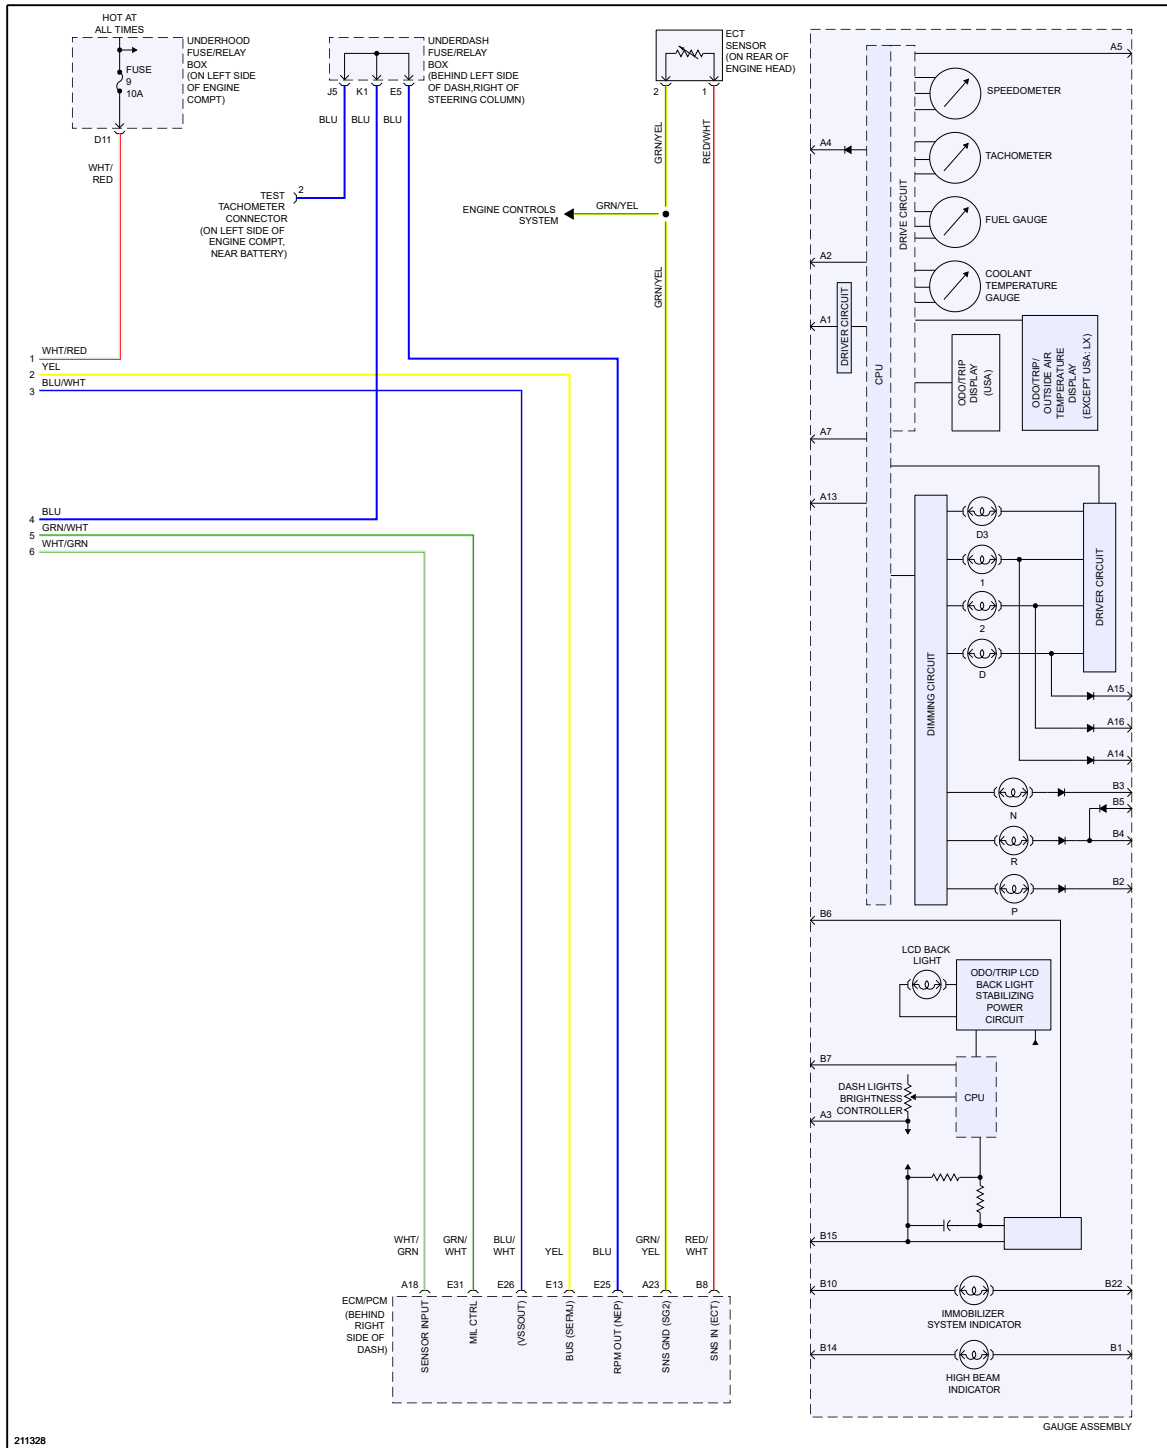 HOT AT
ALL TIMES
UNDERHOOD
FUSE/RELAY
BOX
(ON LEFT SIDE
OF ENGINE
COMPT)
FUSE
9
10A
D11
WHT/
RED
UNDERDASH
FUSE/RELAY
BOX
(BEHIND LEFT SIDE
OF DASH,RIGHT OF
STEERING COLUMN)
J5
K1
E5
BLU
BLU
BLU
TEST
TACHOMETER
CONNECTOR
(ON LEFT SIDE OF
ENGINE COMPT,
NEAR BATTERY)
2
ECT
SENSOR
(ON REAR OF
ENGINE HEAD)
2
1
GRN/YEL
RED/WHT
ENGINE CONTROLS
SYSTEM
GRN/YEL
GRN/YEL
1 WHT/RED
2 YEL
3 BLU/WHT
4 BLU
5 GRN/WHT
6 WHT/GRN
WHT/
GRN
GRN/
WHT
BLU/
WHT
YEL
BLU
GRN/
YEL
RED/
WHT
A18
E31
E26
E13
E25
A23
B8
ECM/PCM
(BEHIND
RIGHT
SIDE OF
DASH)
SENSOR INPUT
MIL CTRL
(VSSOUT)
BUS (SEFMJ)
RPM OUT (NEP)
SNS GND (SG2)
SNS IN (ECT)
A5
SPEEDOMETER
A4
TACHOMETER
DRIVE CIRCUIT
FUEL GAUGE
A2
COOLANT
TEMPERATURE
GAUGE
A1
DRIVER CIRCUIT
CPU
ODO/TRIP
DISPLAY
(USA)
ODO/TRIP/
OUTSIDE AIR
TEMPERATURE
DISPLAY
(EXCEPT USA: LX)
A7
A13
DIMMING CIRCUIT
D3
1
2
D
DRIVER CIRCUIT
A15
A16
A14
B3
B5
N
B4
R
B2
P
B6
LCD BACK
LIGHT
ODO/TRIP LCD
BACK LIGHT
STABILIZING
POWER
CIRCUIT
B7
CPU
DASH LIGHTS
BRIGHTNESS
CONTROLLER
A3
B15
B10
B22
IMMOBILIZER
SYSTEM INDICATOR
B14
B1
HIGH BEAM
INDICATOR
GAUGE ASSEMBLY
211328